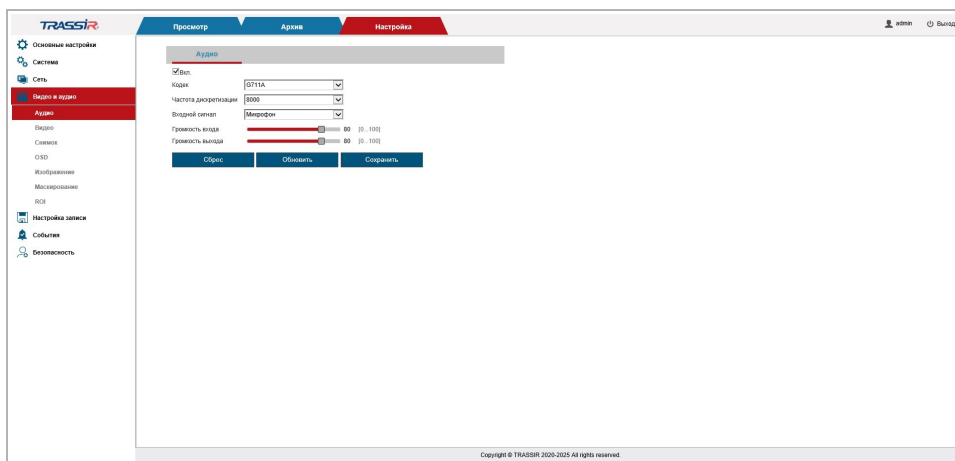 TRASSIR
Просмотр
Архив
Настройка
admin
Выход
Основные настройки
Система
Сеть
Видео и аудио
Аудио
Видео
Снимок
OSD
Изображение
Маскирование
ROI
Настройка записи
События
Безопасность
Аудио
Вкл.
Кодек G711A
Частота дискретизации 8000
Входной сигнал Микрофон
Громкость входа 80 [0...100]
Громкость выхода 80 [0...100]
Сброс Обновить Сохранить
Copyright © TRASSIR 2020-2025 All rights reserved.